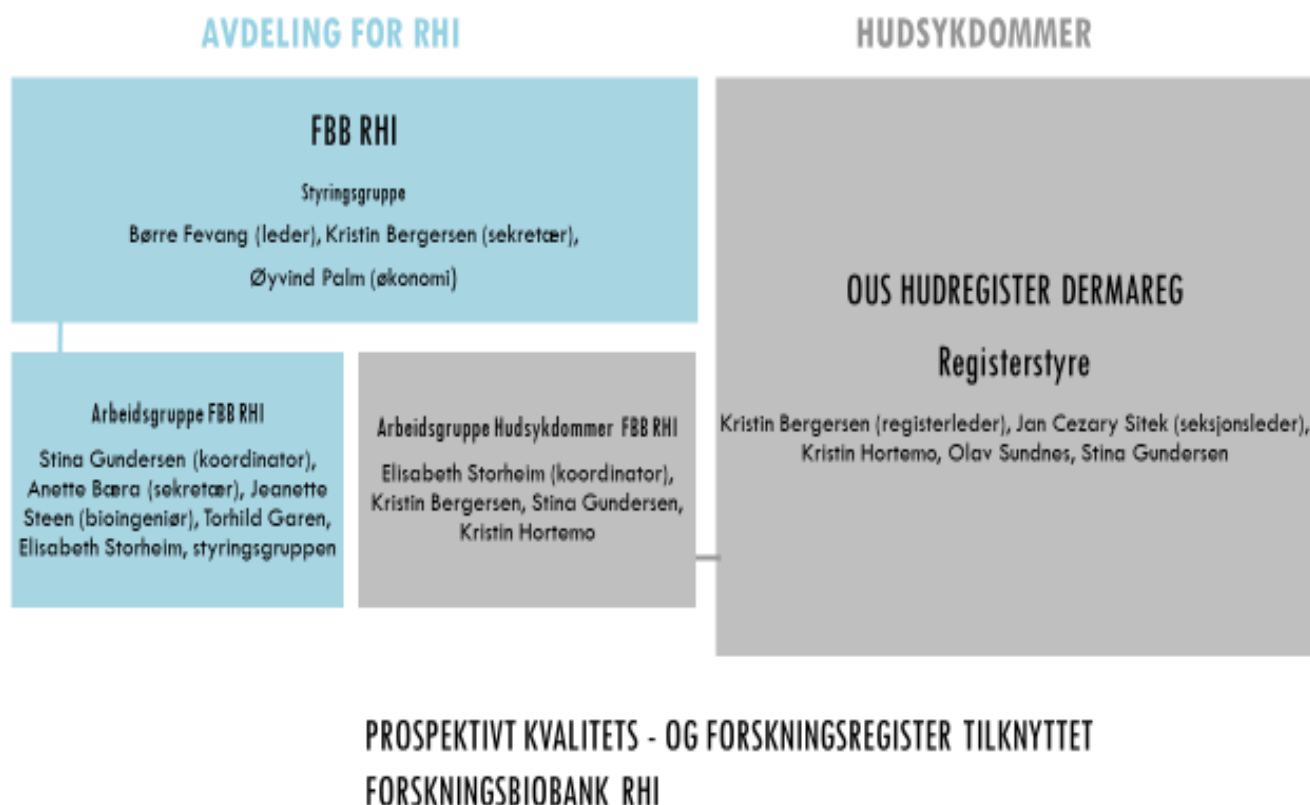 AVDELING FOR RHI
FBB RHI
Styringsgruppe
Børre Fevang (leder), Kristin Bergersen (sekretær),
Øyvind Palm (økonomi)
Arbeidsgruppe FBB RHI
Stina Gundersen (koordinator),
Anette Bæra (sekretær), Jeanette
Steen (bioingeniør), Torhild Garen,
Elisabeth Storheim, styringsgruppen
Arbeidsgruppe Hudsykdommer FBB RHI
Elisabeth Storheim (koordinator),
Kristin Bergersen, Stina Gundersen,
Kristin Hortemo
HUDSYKDOMMER
OUS HUDREGISTER DERMAREG
Registerstyre
Kristin Bergersen (registerleder), Jan Cezary Sitek (seksjonsleder),
Kristin Hortemo, Olav Sundnes, Stina Gundersen
PROSPEKTIVT KVALITETS - OG FORSKNINGSREGISTER TILKNYTTET
FORSKNINGSBIOBANK RHI